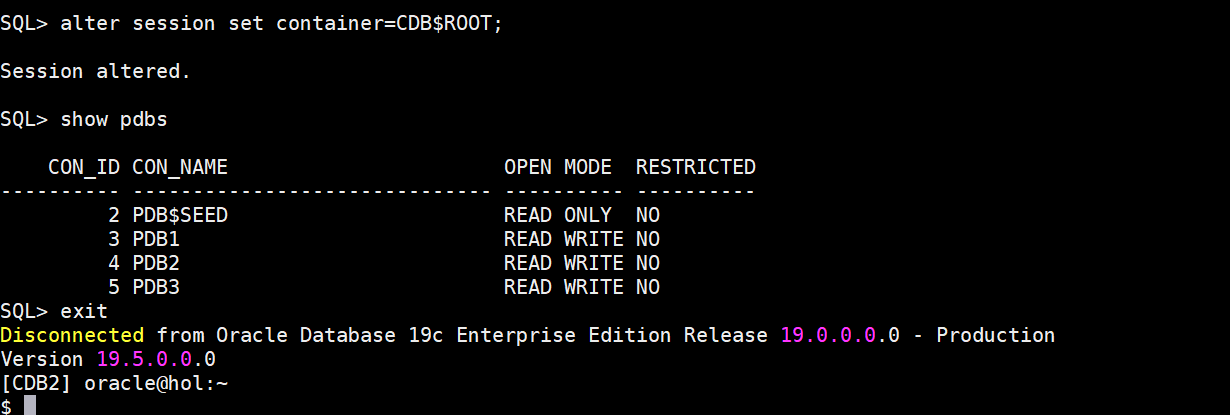 SQL> alter session set container=CDB$ROOT;
Session altered.
SQL> show pdbs
    CON_ID CON_NAME                       OPEN MODE  RESTRICTED
---------- ------------------------------ ---------- ----------
         2 PDB$SEED                       READ ONLY  NO
         3 PDB1                           READ WRITE NO
         4 PDB2                           READ WRITE NO
         5 PDB3                           READ WRITE NO
SQL> exit
Disconnected from Oracle Database 19c Enterprise Edition Release 19.0.0.0.0 - Production
Version 19.5.0.0.0
[CDB2] oracle@hol:~
$